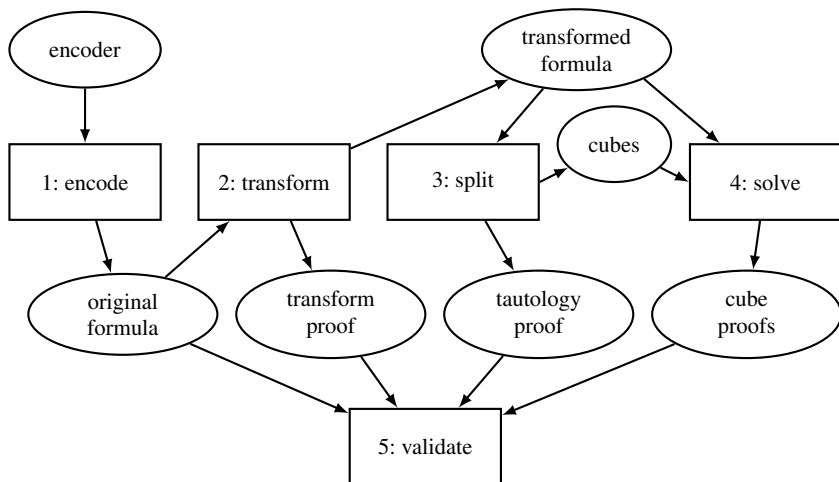 encoder
transformed
formula
cubes
1: encode
2: transform
3: split
4: solve
original
formula
transform
proof
tautology
proof
cube
proofs
5: validate